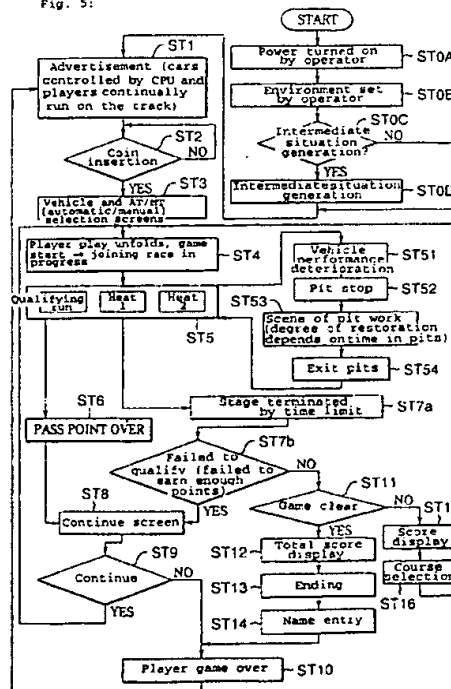 Fig. 5:
START
ST1
Advertisement (cars
controlled by CPU and
players continually
run on the track)
Power turned on
by operator
ST0A
Environment set
by operator
ST0B
ST0C
Intermediate
situation
generation?
NO
YES
Intermediatesituation
generation
ST0D
ST2
Coin
insertion
NO
YES
ST3
Vehicle and AT/MT
(automatic/manual)
selection screens
Player play unfolds, game
start → joining race in
progress
ST4
Qualifying
run
Heat
1
Heat
2
ST5
Vehicle
performance
deterioration
ST51
Pit stop
ST52
ST53
Scene of pit work
(degree of restoration
depends ontime in pits)
Exit pits
ST54
ST6
PASS POINT OVER
Stage terminated
by time limit
ST7a
ST7b
Failed to
qualify (failed to
earn enough
points)
NO
YES
ST8
Continue screen
ST11
Game clear
NO
YES
Score
display
Course
selection
ST16
ST12
Total score
display
ST13
Ending
ST14
Name entry
ST9
Continue
NO
YES
Player game over
ST10